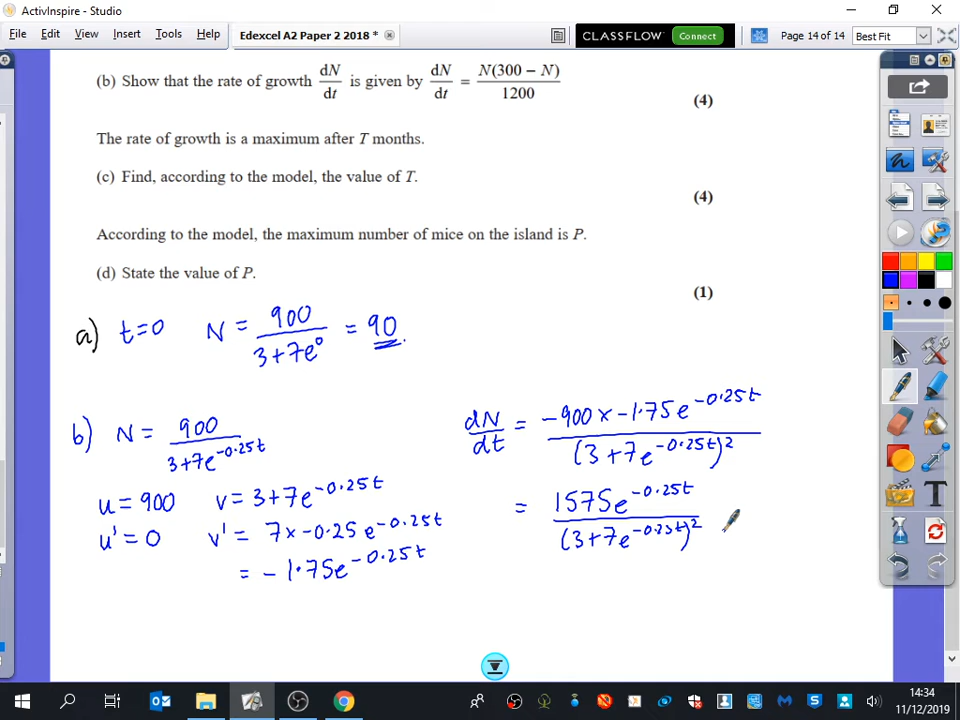 ActivInspire - Studio
File Edit View Insert Tools Help Edexcel A2 Paper 2 2018 * CLASSFLOW Connect Page 14 of 14 Best Fit
(b) Show that the rate of growth dN/dt is given by dN/dt = N(300 − N)/1200
(4)
The rate of growth is a maximum after T months.
(c) Find, according to the model, the value of T.
(4)
According to the model, the maximum number of mice on the island is P.
(d) State the value of P.
(1)
a) t=0 N = 900/(3+7e⁰) = 90.
b) N = 900/(3+7e^(-0.25t))
u = 900 v = 3+7e^(-0.25t)
u' = 0 v' = 7 x -0.25 e^(-0.25t)
= -1.75e^(-0.25t)
dN/dt = (-900 x -1.75e^(-0.25t))/(3+7e^(-0.25t))²
= 1575e^(-0.25t)/(3+7e^(-0.25t))²
T
14:34
11/12/2019